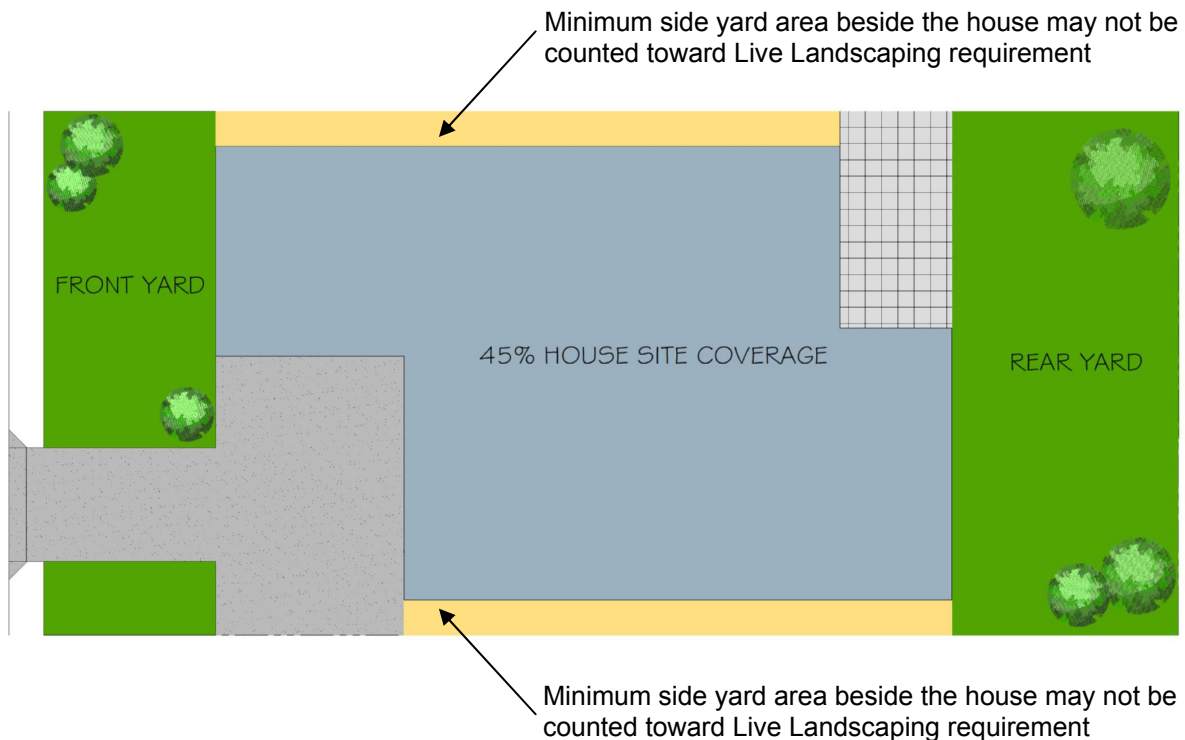 Minimum side yard area beside the house may not be
counted toward Live Landscaping requirement
FRONT YARD
45% HOUSE SITE COVERAGE
REAR YARD
Minimum side yard area beside the house may not be
counted toward Live Landscaping requirement